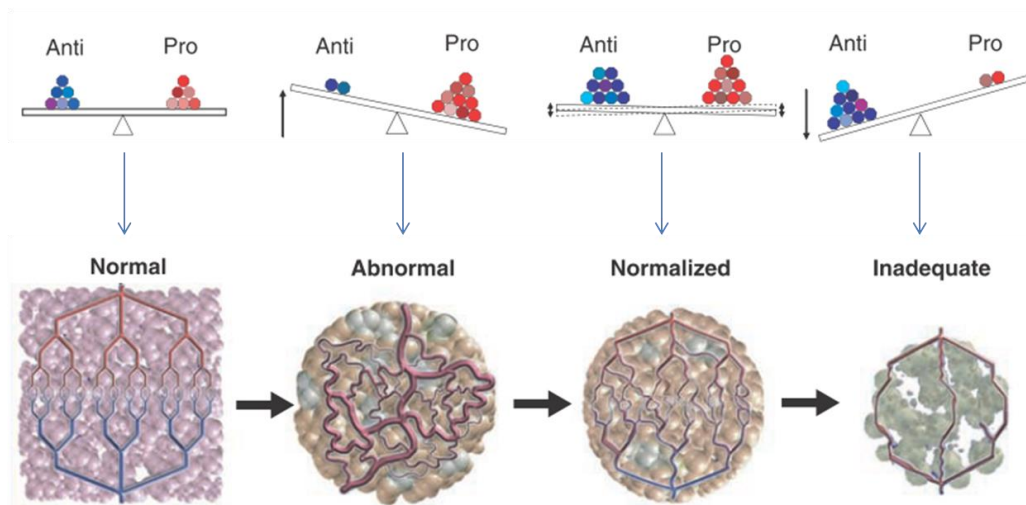 Anti Pro
Anti Pro
Anti Pro
Anti Pro
Normal
Abnormal
Normalized
Inadequate